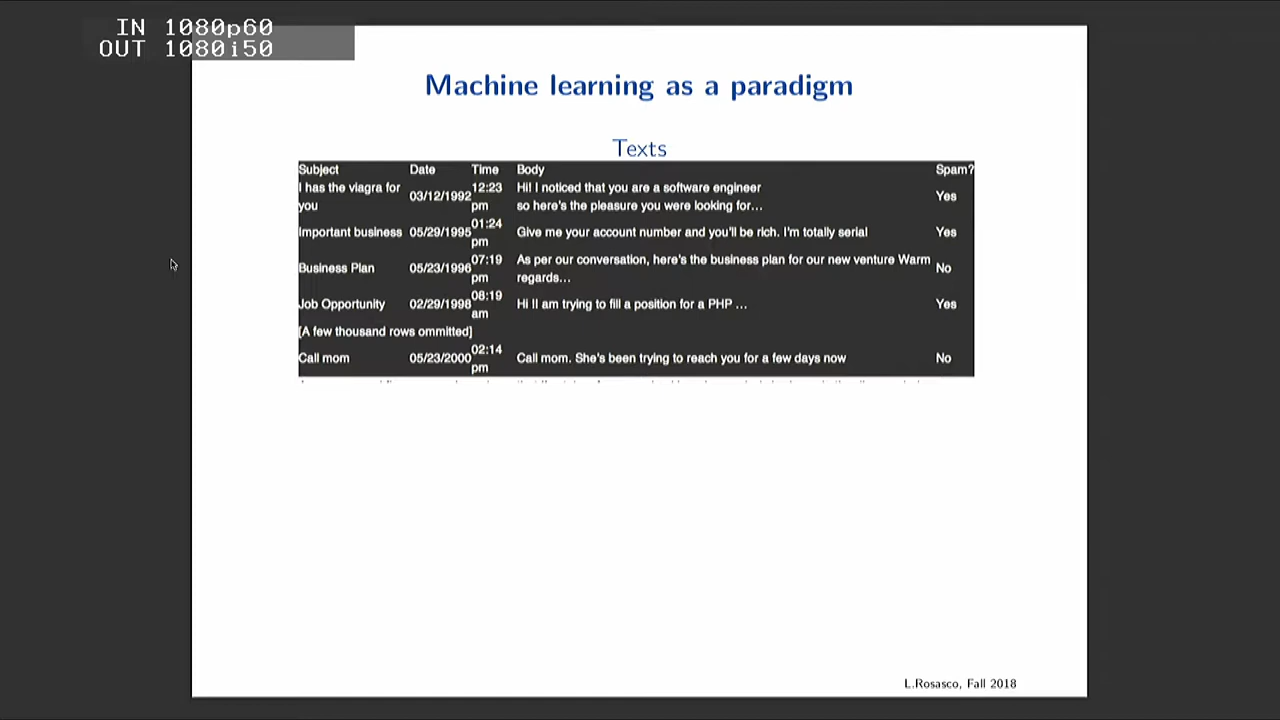 IN 1080p60
OUT 1080i50
Machine learning as a paradigm
Texts
Subject Date Time Body Spam?
I has the viagra for you 03/12/1992 12:23 pm Hi! I noticed that you are a software engineer so here's the pleasure you were looking for... Yes
Important business 05/29/1995 01:24 pm Give me your account number and you'll be rich. I'm totally serial Yes
Business Plan 05/23/1996 07:19 pm As per our conversation, here's the business plan for our new venture Warm regards... No
Job Opportunity 02/29/1998 08:19 am Hi !I am trying to fill a position for a PHP ... Yes
[A few thousand rows ommitted]
Call mom 05/23/2000 02:14 pm Call mom. She's been trying to reach you for a few days now No
L.Rosasco, Fall 2018